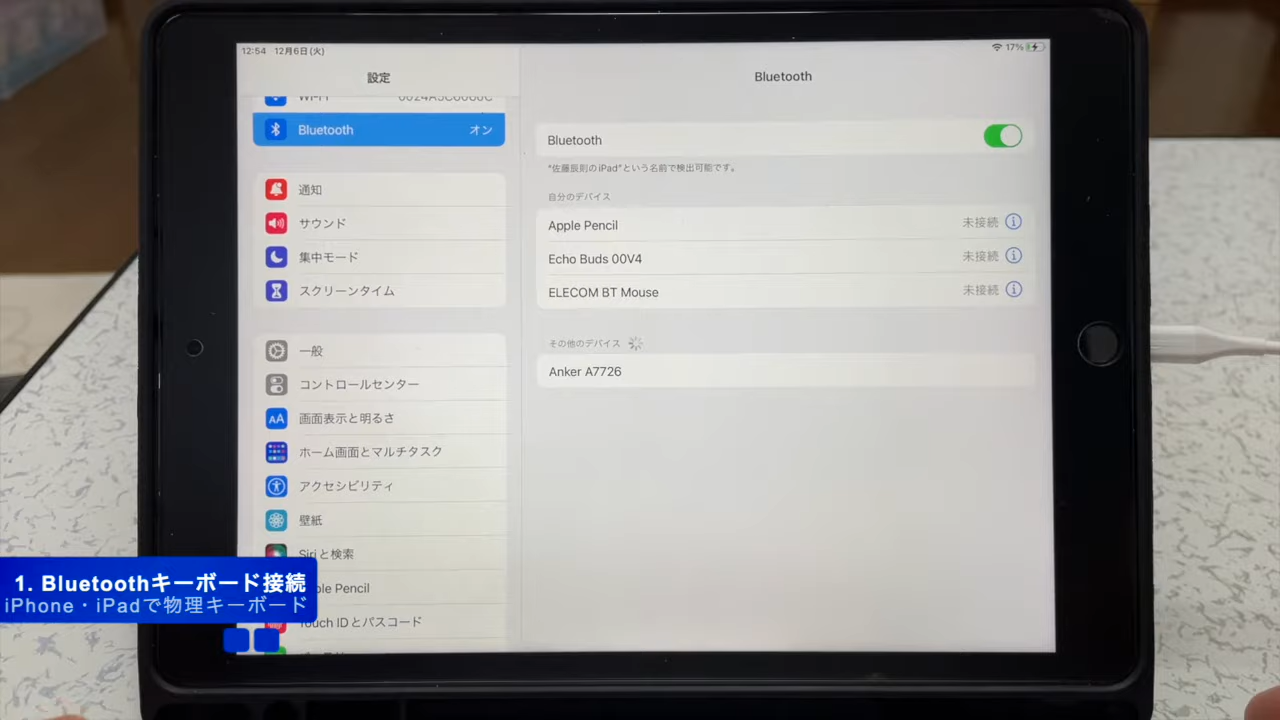 12:54 12月6日(火)
17%
設定
Wi-Fi
Bluetooth オン
通知
サウンド
集中モード
スクリーンタイム
一般
コントロールセンター
画面表示と明るさ
ホーム画面とマルチタスク
アクセシビリティ
壁紙
Siriと検索
ple Pencil
Touch IDとパスコード
Bluetooth
Bluetooth
"佐藤辰則のiPad"という名前で検出可能です。
自分のデバイス
Apple Pencil 未接続
Echo Buds 00V4 未接続
ELECOM BT Mouse 未接続
その他のデバイス
Anker A7726
1. Bluetoothキーボード接続
iPhone・iPadで物理キーボード